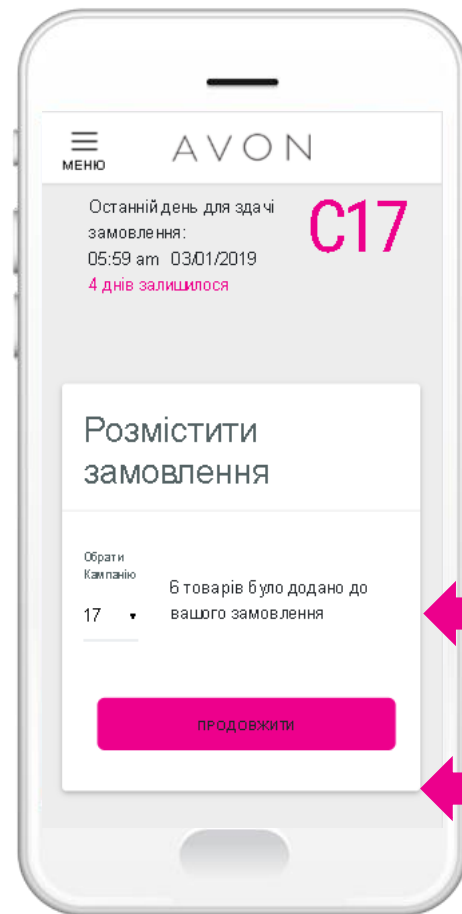 МЕНЮ
AVON
Останній день для здачі
замовлення:
05:59 am 03/01/2019
4 днів залишилося
C17
Розмістити
замовлення
Обрати
Кампанію
17
6 товарів було додано до
вашого замовлення
ПРОДОВЖИТИ